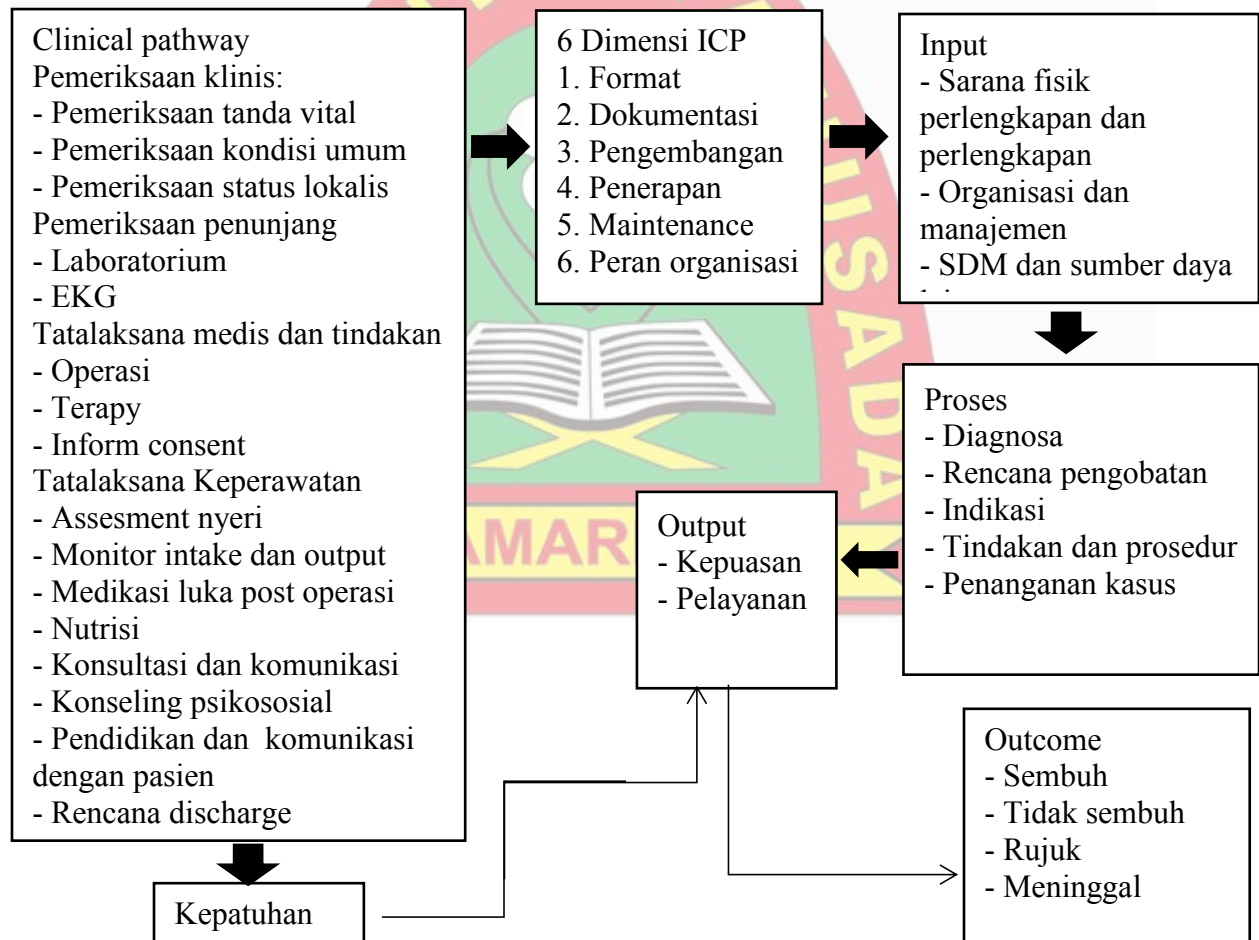 Clinical pathway
Pemeriksaan klinis:
- Pemeriksaan tanda vital
- Pemeriksaan kondisi umum
- Pemeriksaan status lokalis
Pemeriksaan penunjang
- Laboratorium
- EKG
Tatalaksana medis dan tindakan
- Operasi
- Terapy
- Inform consent
Tatalaksana Keperawatan
- Assesment nyeri
- Monitor intake dan output
- Medikasi luka post operasi
- Nutrisi
- Konsultasi dan komunikasi
- Konseling psikososial
- Pendidikan dan komunikasi
dengan pasien
- Rencana discharge
6 Dimensi ICP
1. Format
2. Dokumentasi
3. Pengembangan
4. Penerapan
5. Maintenance
6. Peran organisasi
Input
- Sarana fisik
perlengkapan dan
perlengkapan
- Organisasi dan
manajemen
- SDM dan sumber daya
Proses
- Diagnosa
- Rencana pengobatan
- Indikasi
- Tindakan dan prosedur
- Penanganan kasus
Output
- Kepuasan
- Pelayanan
Outcome
- Sembuh
- Tidak sembuh
- Rujuk
- Meninggal
Kepatuhan